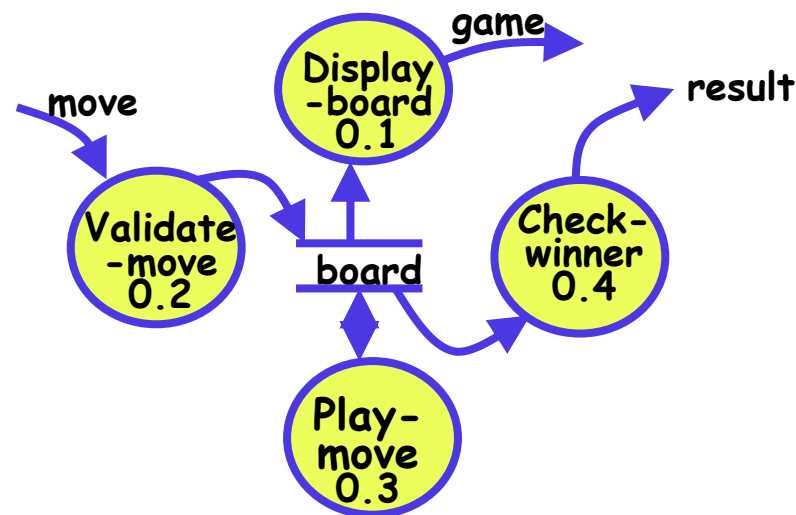 game
Display
-board
0.1
move
result
Validate
-move
0.2
Check-
winner
0.4
board
Play-
move
0.3